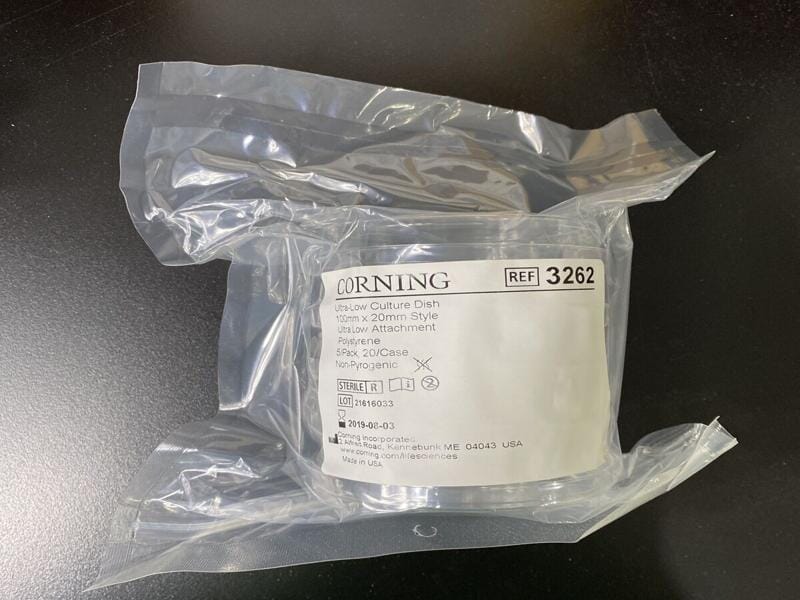 CORNING
REF 3262
Ultra-Low Culture Dish
100mm x 20mm Style
Ultra Low Attachment
Polystyrene
5/Pack, 20/Case
Non-Pyrogenic
STERILE R
LOT 21616033
2019-08-03
Corning Incorporated
2 Alfred Road, Kennebunk ME 04043 USA
www.corning.com/lifesciences
Made in USA